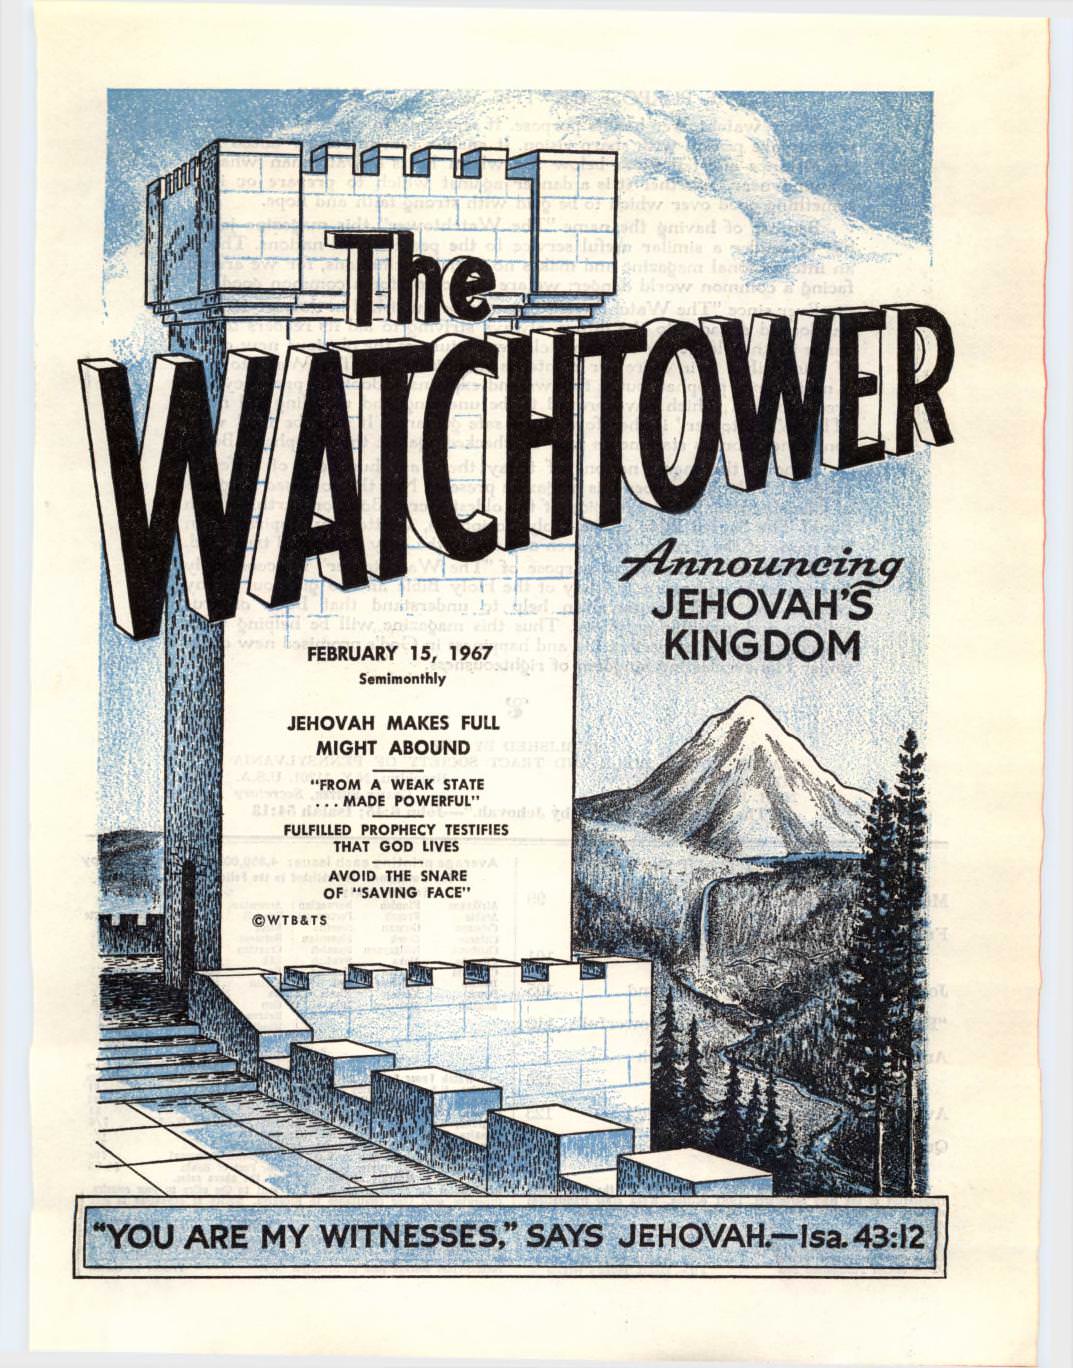 The
WATCHTOWER
Announcing
JEHOVAH'S
KINGDOM
FEBRUARY 15, 1967
Semimonthly
JEHOVAH MAKES FULL
MIGHT ABOUND
"FROM A WEAK STATE
. . . MADE POWERFUL"
FULFILLED PROPHECY TESTIFIES
THAT GOD LIVES
AVOID THE SNARE
OF "SAVING FACE"
©WTB&TS
"YOU ARE MY WITNESSES," SAYS JEHOVAH.—Isa. 43:12